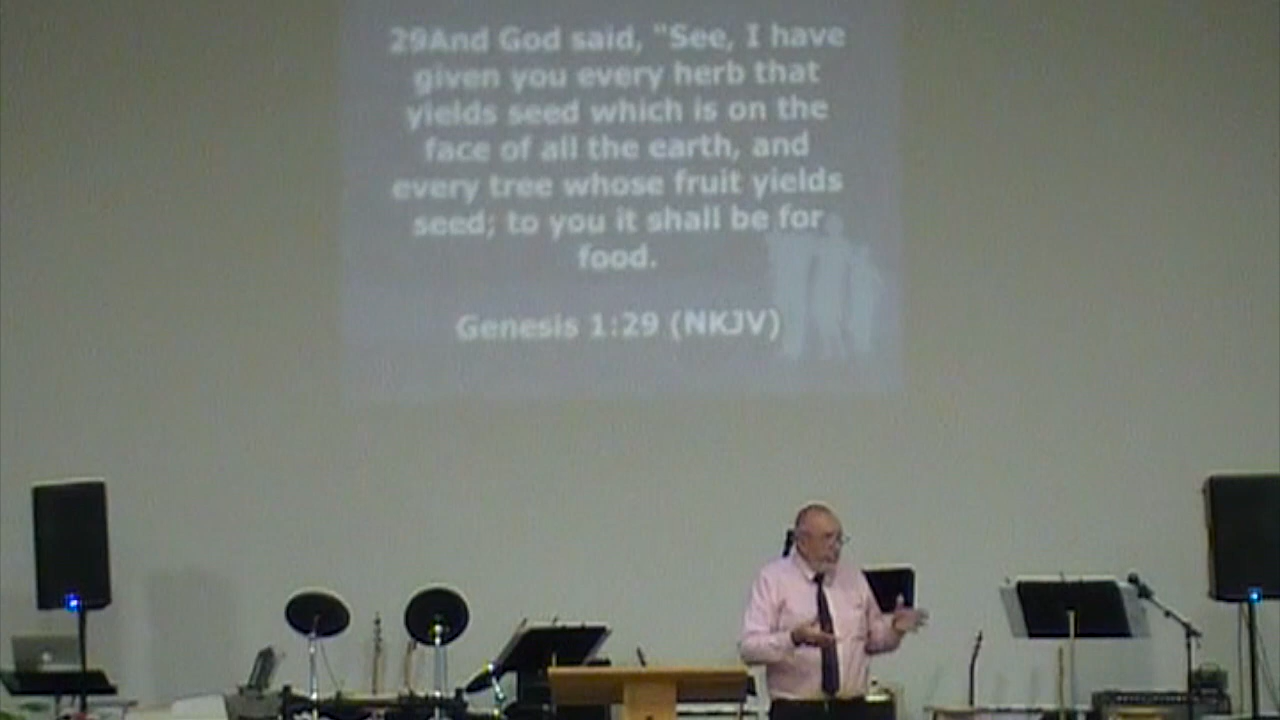 29And God said, "See, I have
given you every herb that
yields seed which is on the
face of all the earth, and
every tree whose fruit yields
seed; to you it shall be for
food.
Genesis 1:29 (NKJV)